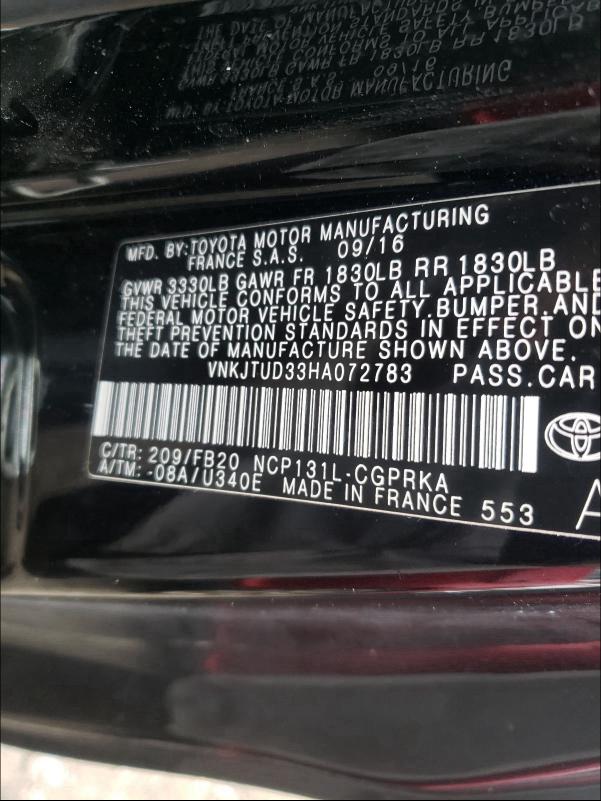 MFD. BY:TOYOTA MOTOR MANUFACTURING
FRANCE S.A.S. 09/16
GVWR 3330LB GAWR FR 1830LB RR 1830LB
THIS VEHICLE CONFORMS TO ALL APPLICABLE
FEDERAL MOTOR VEHICLE SAFETY,BUMPER,AND
THEFT PREVENTION STANDARDS IN EFFECT ON
THE DATE OF MANUFACTURE SHOWN ABOVE.
VNKJTUD33HA072783 PASS.CAR
C/TR: 209/FB20 NCP131L-CGPRKA
A/TM: -08A/U340E MADE IN FRANCE 553
A